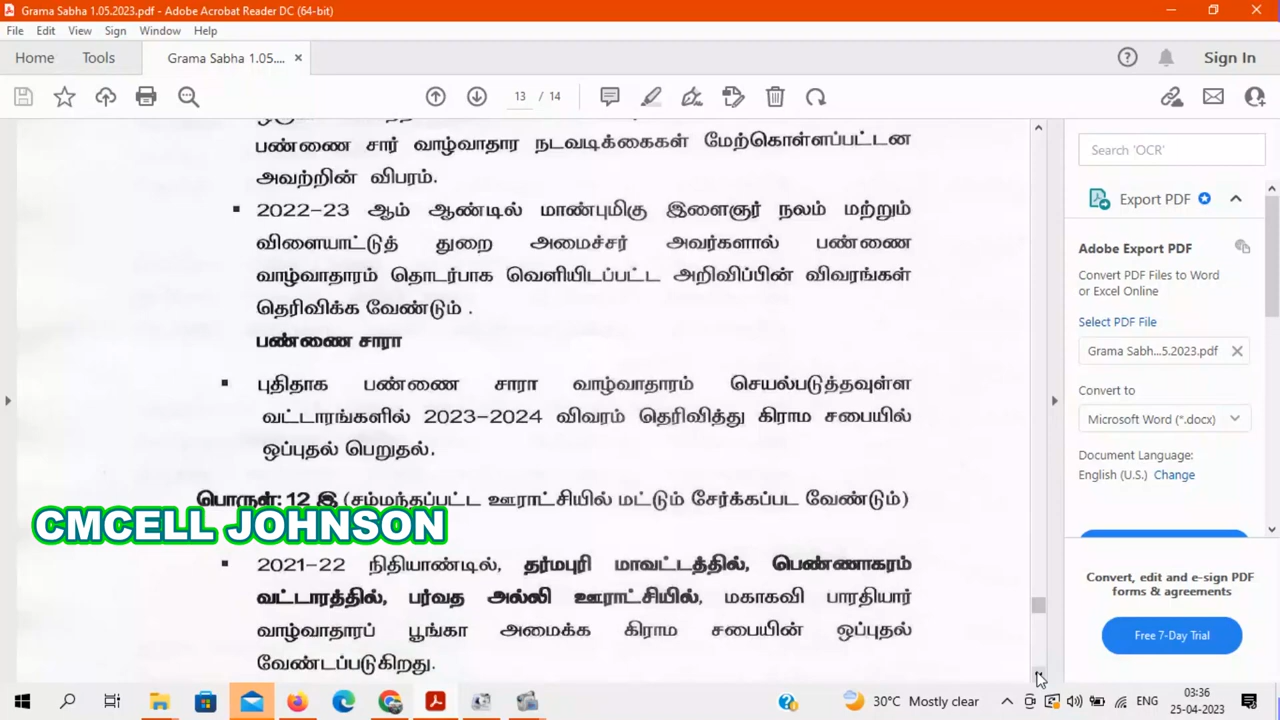 Grama Sabha 1.05.2023.pdf - Adobe Acrobat Reader DC (64-bit)
File Edit View Sign Window Help
Home Tools Grama Sabha 1.05.... × Sign In
13 / 14
பண்ணை சார் வாழ்வாதார நடவடிக்கைகள் மேற்கொள்ளப்பட்டன
அவற்றின் விபரம்.
▪ 2022-23 ஆம் ஆண்டில் மாண்புமிகு இளைஞர் நலம் மற்றும்
விளையாட்டுத் துறை அமைச்சர் அவர்களால் பண்ணை
வாழ்வாதாரம் தொடர்பாக வெளியிடப்பட்ட அறிவிப்பின் விவரங்கள்
தெரிவிக்க வேண்டும் .
பண்ணை சாரா
▪ புதிதாக பண்ணை சாரா வாழ்வாதாரம் செயல்படுத்தவுள்ள
வட்டாரங்களில் 2023-2024 விவரம் தெரிவித்து கிராம சபையில்
ஒப்புதல் பெறுதல்.
பொருள்: 12 இ (சம்மந்தப்பட்ட ஊராட்சியில் மட்டும் சேர்க்கப்பட வேண்டும்)
CMCELL JOHNSON
▪ 2021-22 நிதியாண்டில், தர்மபுரி மாவட்டத்தில், பெண்ணாகரம்
வட்டாரத்தில், பர்வத அல்லி ஊராட்சியில், மகாகவி பாரதியார்
வாழ்வாதாரப் பூங்கா அமைக்க கிராம சபையின் ஒப்புதல்
வேண்டப்படுகிறது.
Search 'OCR'
Export PDF
Adobe Export PDF
Convert PDF Files to Word
or Excel Online
Select PDF File
Grama Sabh...5.2023.pdf ×
Convert to
Microsoft Word (*.docx)
Document Language:
English (U.S.) Change
Convert, edit and e-sign PDF
forms & agreements
Free 7-Day Trial
30°C Mostly clear ENG 03:36
25-04-2023